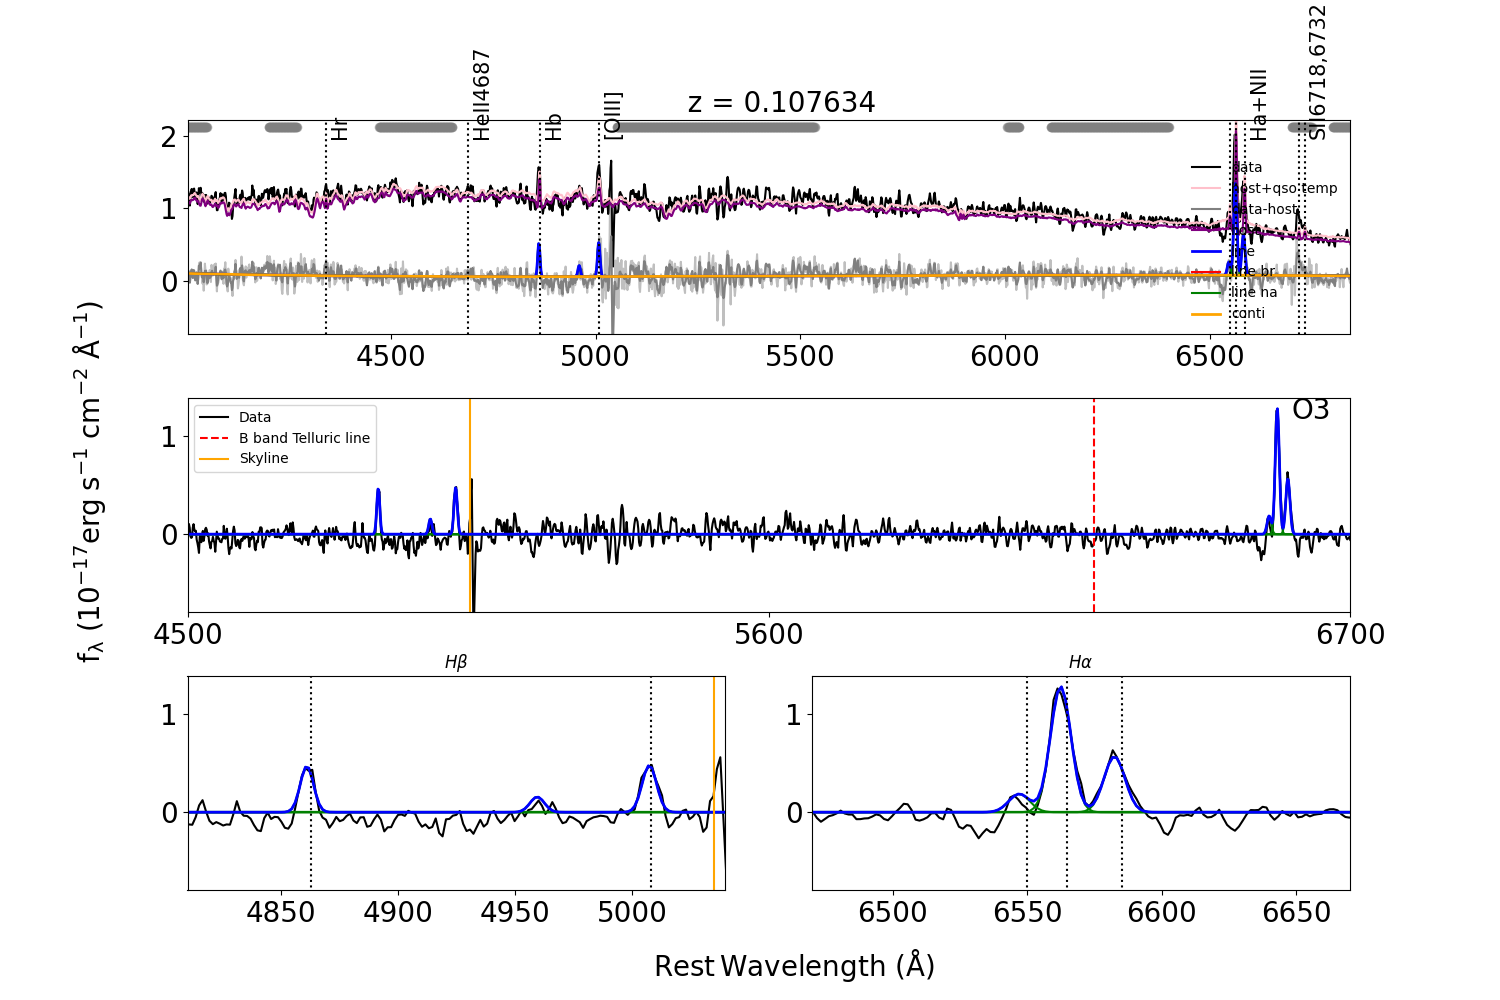 z = 0.107634
Hr
HeII4687
Hb
[OIII]
Ha+NII
SII6718,6732
2
1
0
data
host+qso temp
data-host
line
line br
line na
conti
4500
5000
5500
6000
6500
f_λ (10^−17 erg s^−1 cm^−2 Å^−1)
Data
B band Telluric line
Skyline
O3
1
0
4500
5600
6700
Hβ
1
0
4850
4900
4950
5000
Hα
1
0
6500
6550
6600
6650
Rest Wavelength (Å)